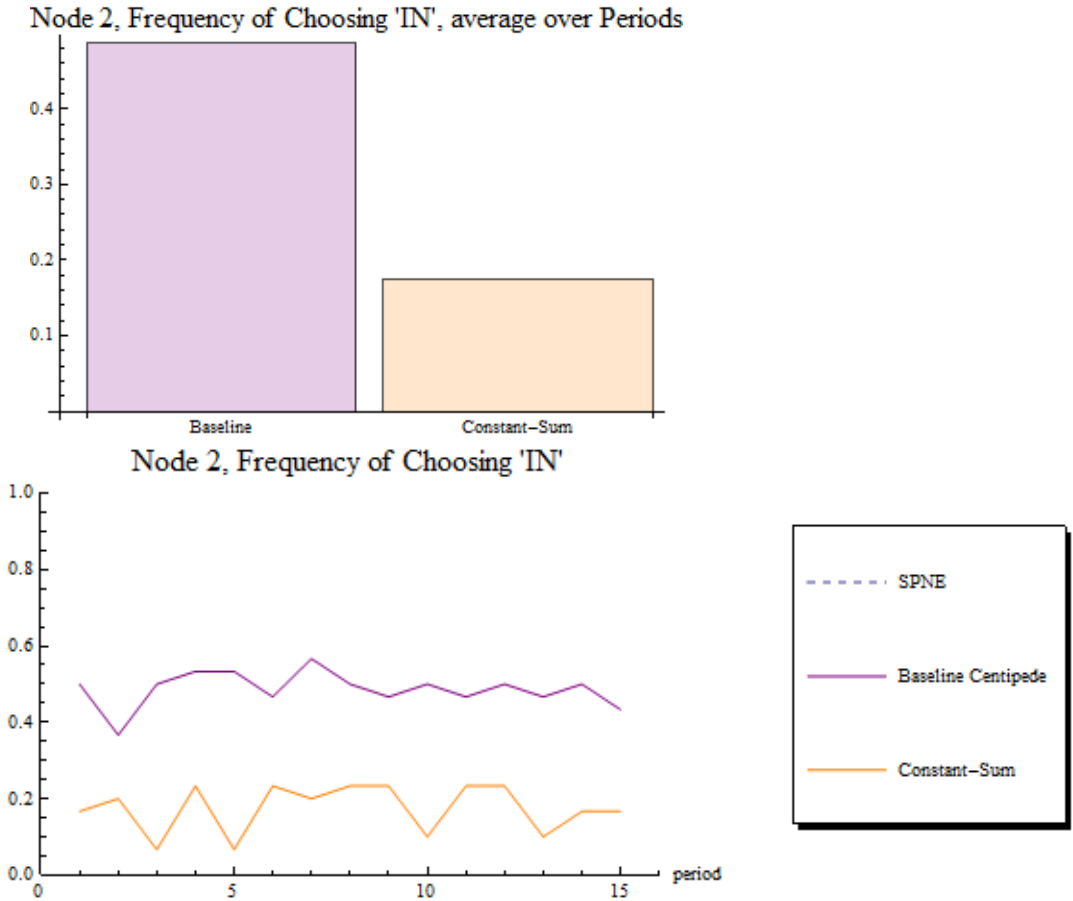 Node 2, Frequency of Choosing 'IN', average over Periods
0.4
0.3
0.2
0.1
Baseline Constant-Sum
Node 2, Frequency of Choosing 'IN'
1.0
0.8
0.6
0.4
0.2
0.0
0 5 10 15 period
SPNE
Baseline Centipede
Constant-Sum